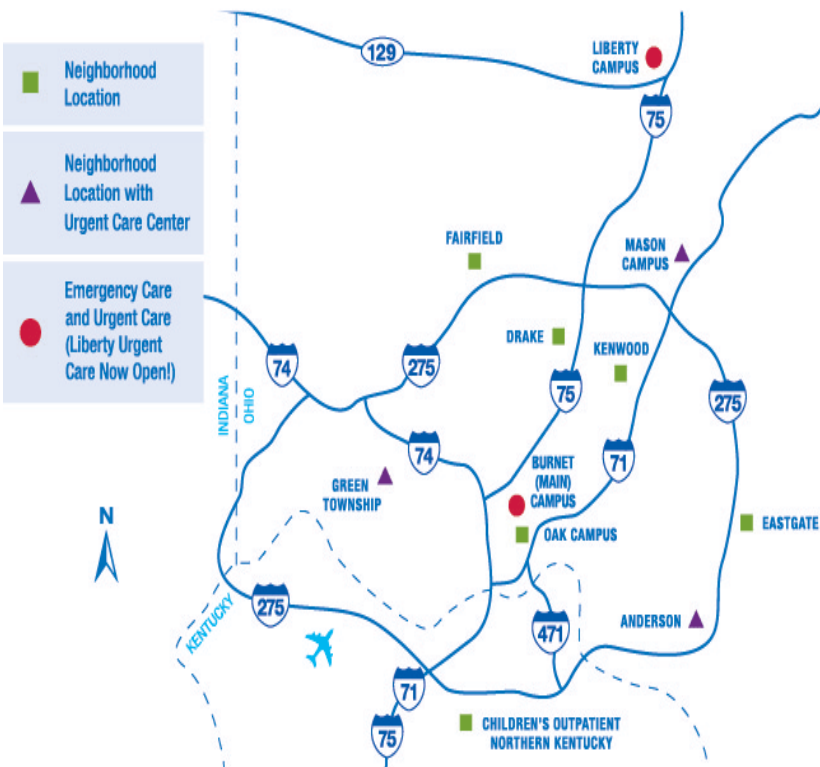 Neighborhood
Location
Neighborhood
Location with
Urgent Care Center
Emergency Care
and Urgent Care
(Liberty Urgent
Care Now Open!)
129
LIBERTY
CAMPUS
75
FAIRFIELD
MASON
CAMPUS
74
275
DRAKE
KENWOOD
75
275
INDIANA
OHIO
74
71
GREEN
TOWNSHIP
BURNET
(MAIN)
CAMPUS
OAK CAMPUS
EASTGATE
N
KENTUCKY
275
471
ANDERSON
71
75
CHILDREN'S OUTPATIENT
NORTHERN KENTUCKY